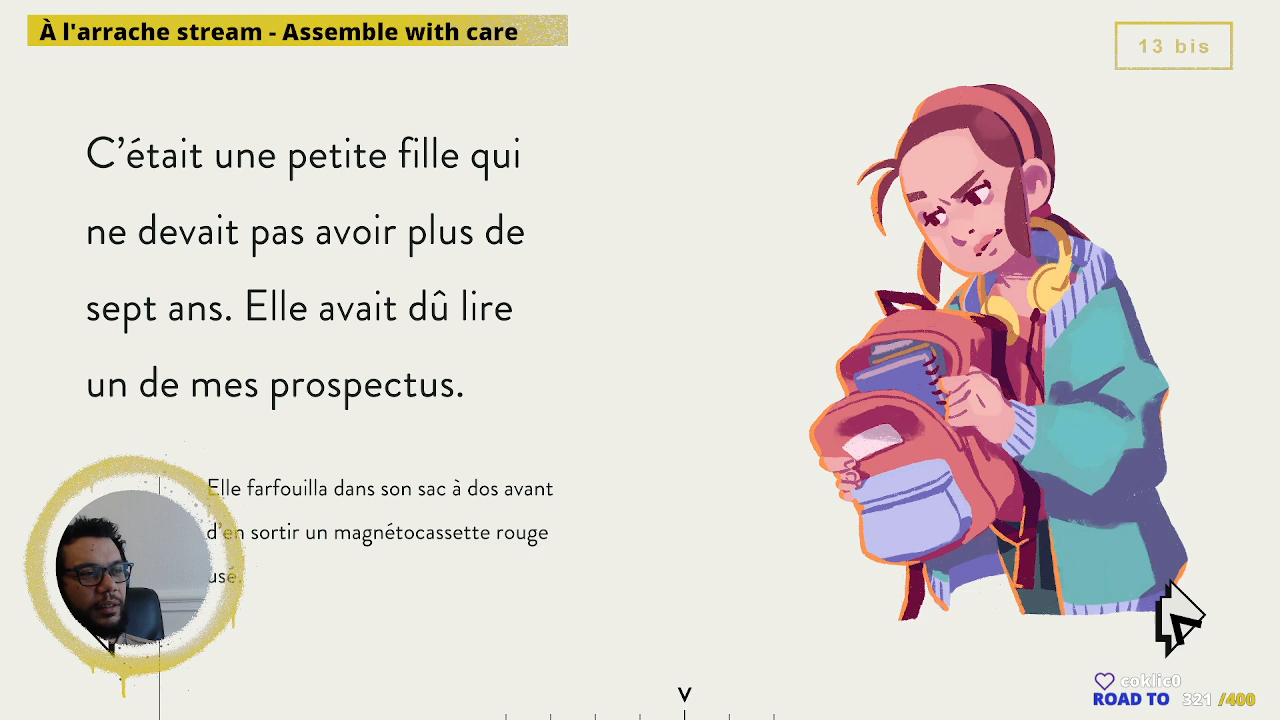 À l'arrache stream - Assemble with care
13 bis
C'était une petite fille qui
ne devait pas avoir plus de
sept ans. Elle avait dû lire
un de mes prospectus.
Elle farfouilla dans son sac à dos avant
d'en sortir un magnétocassette rouge
usé.
coklic0
ROAD TO 321 /400